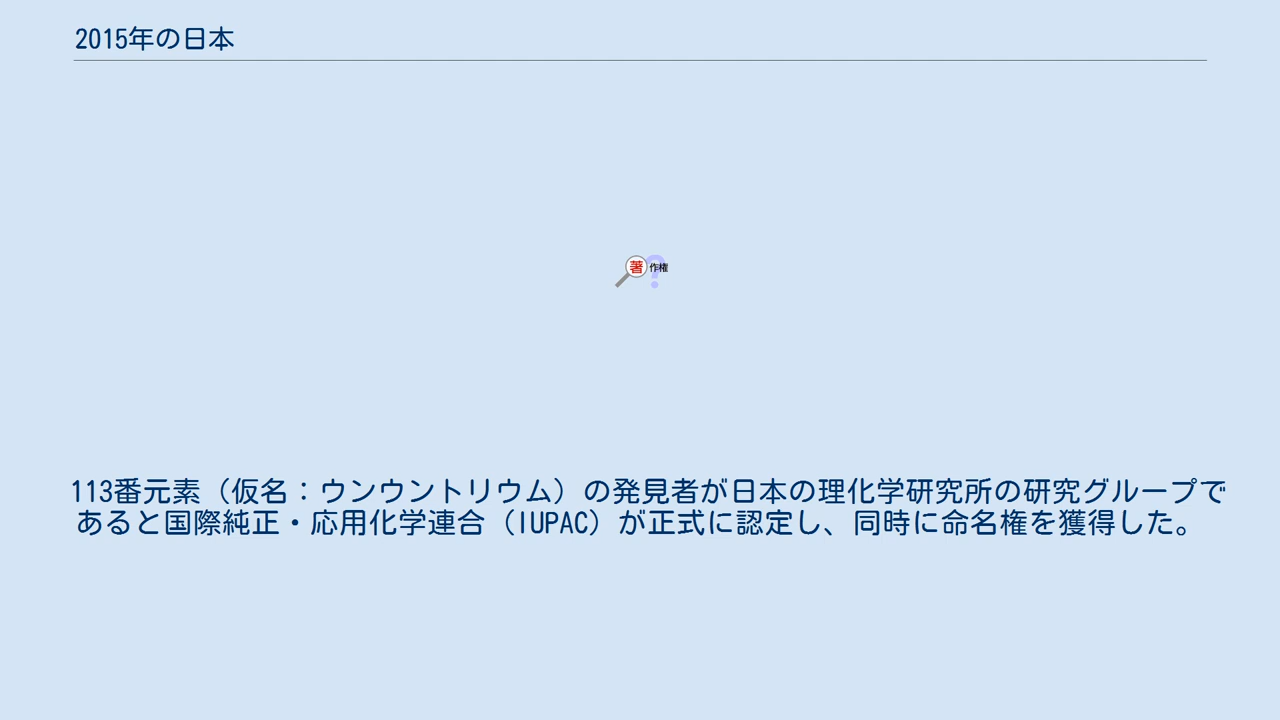 2015年の日本
著作権
113番元素（仮名：ウンウントリウム）の発見者が日本の理化学研究所の研究グループで
あると国際純正・応用化学連合（IUPAC）が正式に認定し、同時に命名権を獲得した。